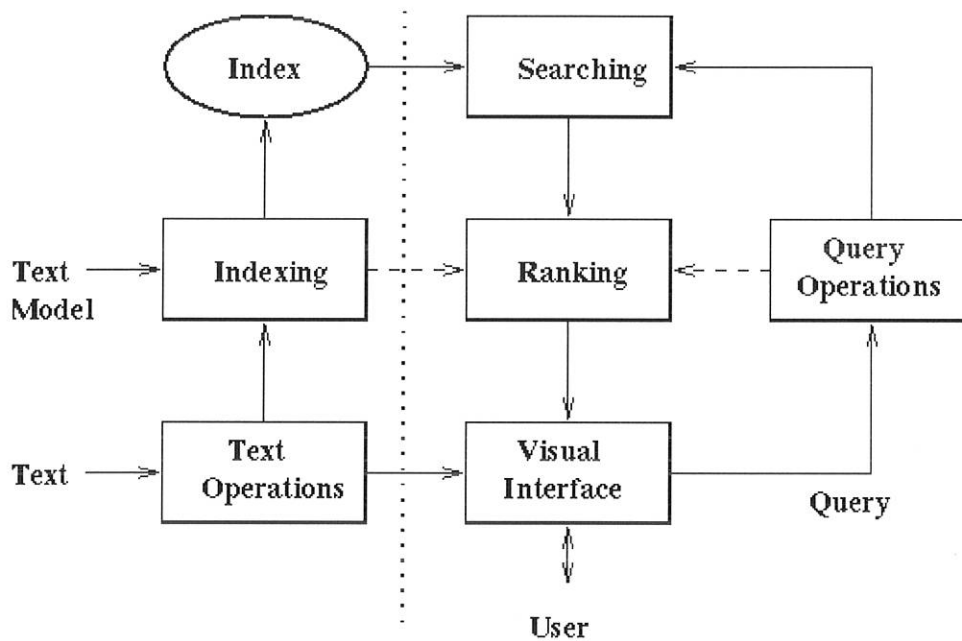 Index
Searching
Text
Model
Indexing
Ranking
Query
Operations
Text
Text
Operations
Visual
Interface
Query
User